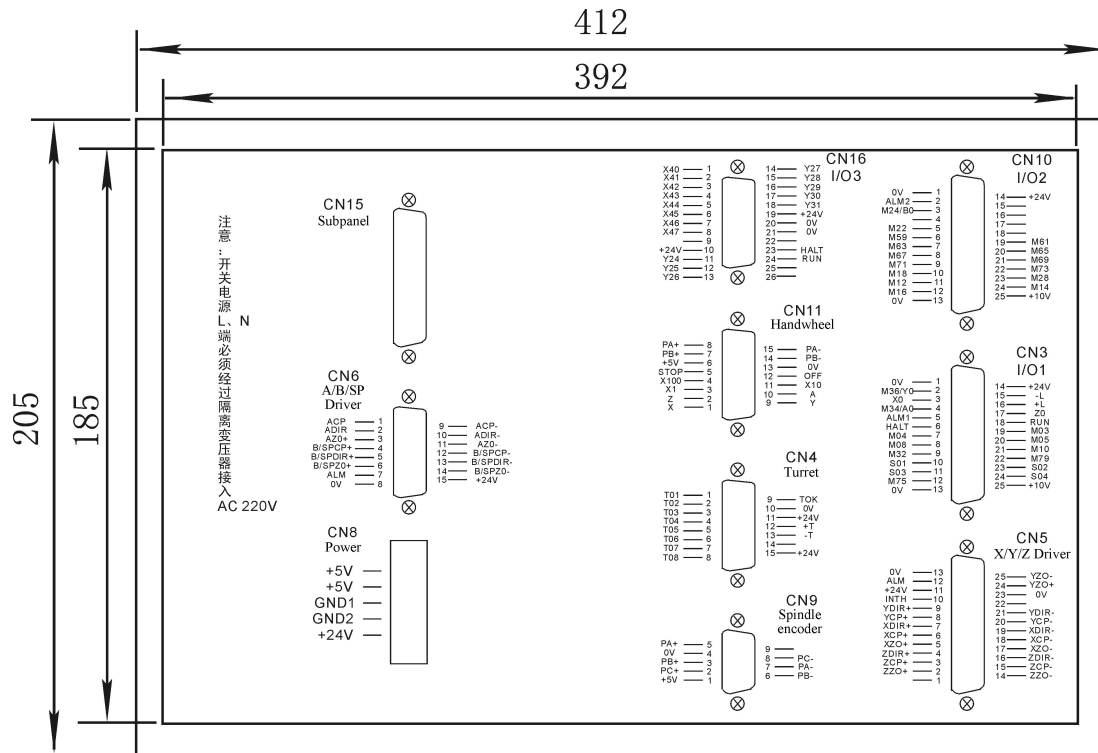 412
392
205
185
注意：开关电源L、N端必须经过隔离变压器接入AC 220V
CN15
Subpanel
CN6
A/B/SP
Driver
ACP 1
ADIR 2
AZ0+ 3
B/SPCP+ 4
B/SPDIR+ 5
B/SPZ0+ 6
ALM 7
0V 8
9 ACP-
10 ADIR-
11 AZ0-
12 B/SPCP-
13 B/SPDIR-
14 B/SPZ0-
15 +24V
CN8
Power
+5V
+5V
GND1
GND2
+24V
CN16
I/O3
X40 1
X41 2
X42 3
X43 4
X44 5
X45 6
X46 7
X47 8
9
+24V 10
Y24 11
Y25 12
Y26 13
14 Y27
15 Y28
16 Y29
17 Y30
18 Y31
19 +24V
20 0V
21 0V
22
23 HALT
24 RUN
25
26
CN11
Handwheel
PA+ 8
PB+ 7
+5V 6
STOP 5
X100 4
X1 3
Z 2
X 1
15 PA-
14 PB-
13 0V
12 OFF
11 X10
10 A
9 Y
CN4
Turret
T01 1
T02 2
T03 3
T04 4
T05 5
T06 6
T07 7
T08 8
9 TOK
10 0V
11 +24V
12 +T
13 -T
14
15 +24V
CN9
Spindle
encoder
PA+ 5
0V 4
PB+ 3
PC+ 2
+5V 1
9
8 PC-
7 PA-
6 PB-
CN10
I/O2
0V 1
ALM2 2
M24/B0 3
4
M22 5
M59 6
M63 7
M67 8
M71 9
M18 10
M12 11
M16 12
0V 13
14 +24V
15
16
17
18
19 M61
20 M65
21 M69
22 M73
23 M28
24 M14
25 +10V
CN3
I/O1
0V 1
M36/Y0 2
X0 3
M34/A0 4
ALM1 5
HALT 6
M04 7
M08 8
M32 9
S01 10
S03 11
M75 12
0V 13
14 +24V
15 -L
16 +L
17 Z0
18 RUN
19 M03
20 M05
21 M10
22 M79
23 S02
24 S04
25 +10V
CN5
X/Y/Z Driver
0V 13
ALM 12
+24V 11
INTH 10
YDIR+ 9
YCP+ 8
XDIR+ 7
XCP+ 6
XZO+ 5
ZDIR+ 4
ZCP+ 3
ZZO+ 2
1
25 YZO-
24 YZO+
23 0V
22
21 YDIR-
20 YCP-
19 XDIR-
18 XCP-
17 XZO-
16 ZDIR-
15 ZCP-
14 ZZO-